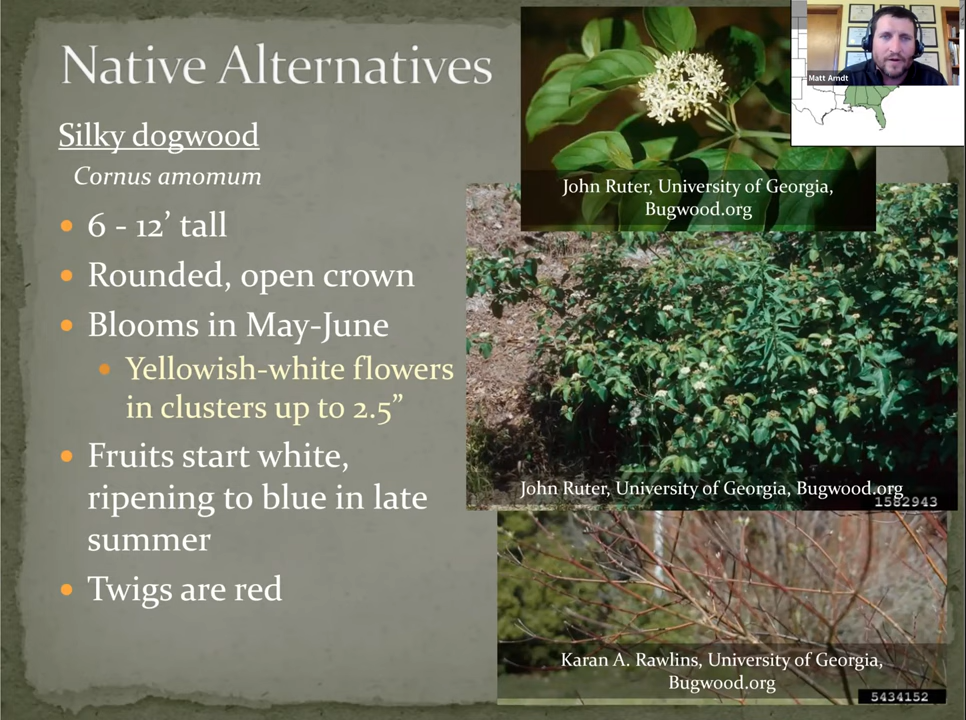 Native Alternatives
Silky dogwood
Cornus amomum
6 - 12’ tall
Rounded, open crown
Blooms in May-June
Yellowish-white flowers
in clusters up to 2.5”
Fruits start white,
ripening to blue in late
summer
Twigs are red
John Ruter, University of Georgia,
Bugwood.org
Matt Arndt
John Ruter, University of Georgia, Bugwood.org
1582943
Karan A. Rawlins, University of Georgia,
Bugwood.org
5434152